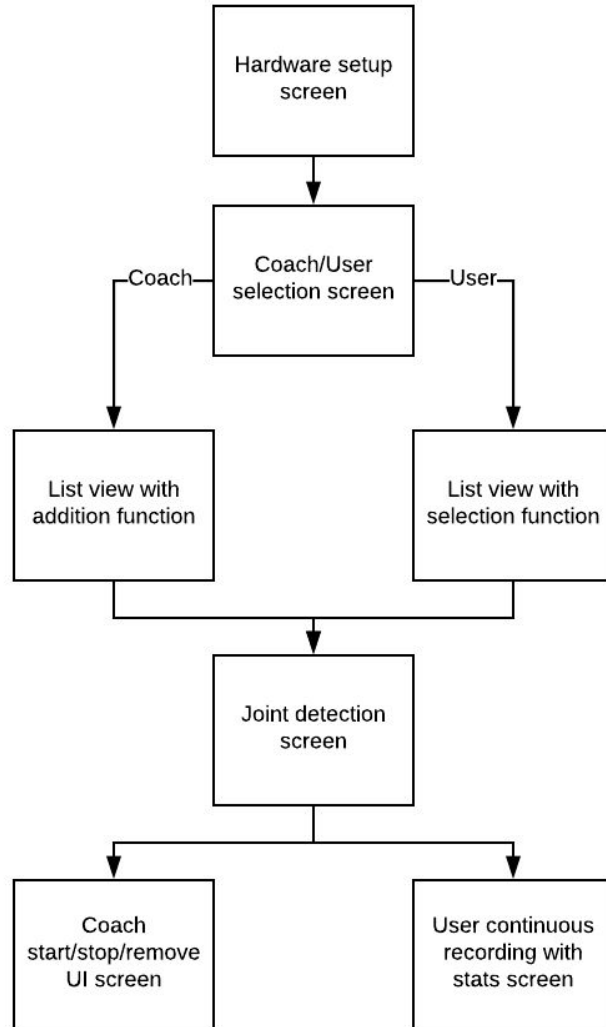 Hardware setup
screen
Coach/User
selection screen
Coach
User
List view with
addition function
List view with
selection function
Joint detection
screen
Coach
start/stop/remove
UI screen
User continuous
recording with
stats screen